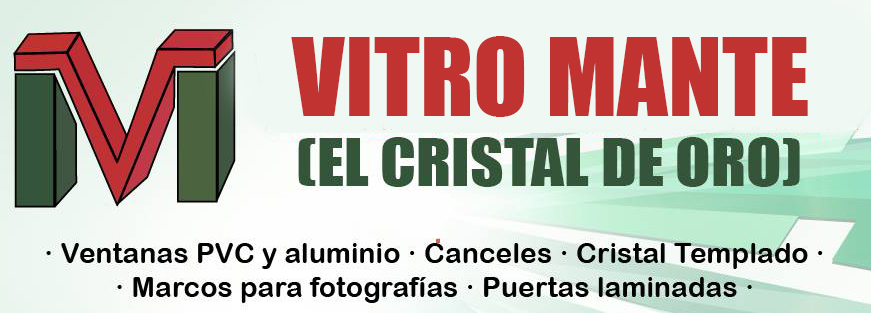 VITRO MANTE
(EL CRISTAL DE ORO)
· Ventanas PVC y aluminio · Canceles · Cristal Templado ·
· Marcos para fotografías · Puertas laminadas ·